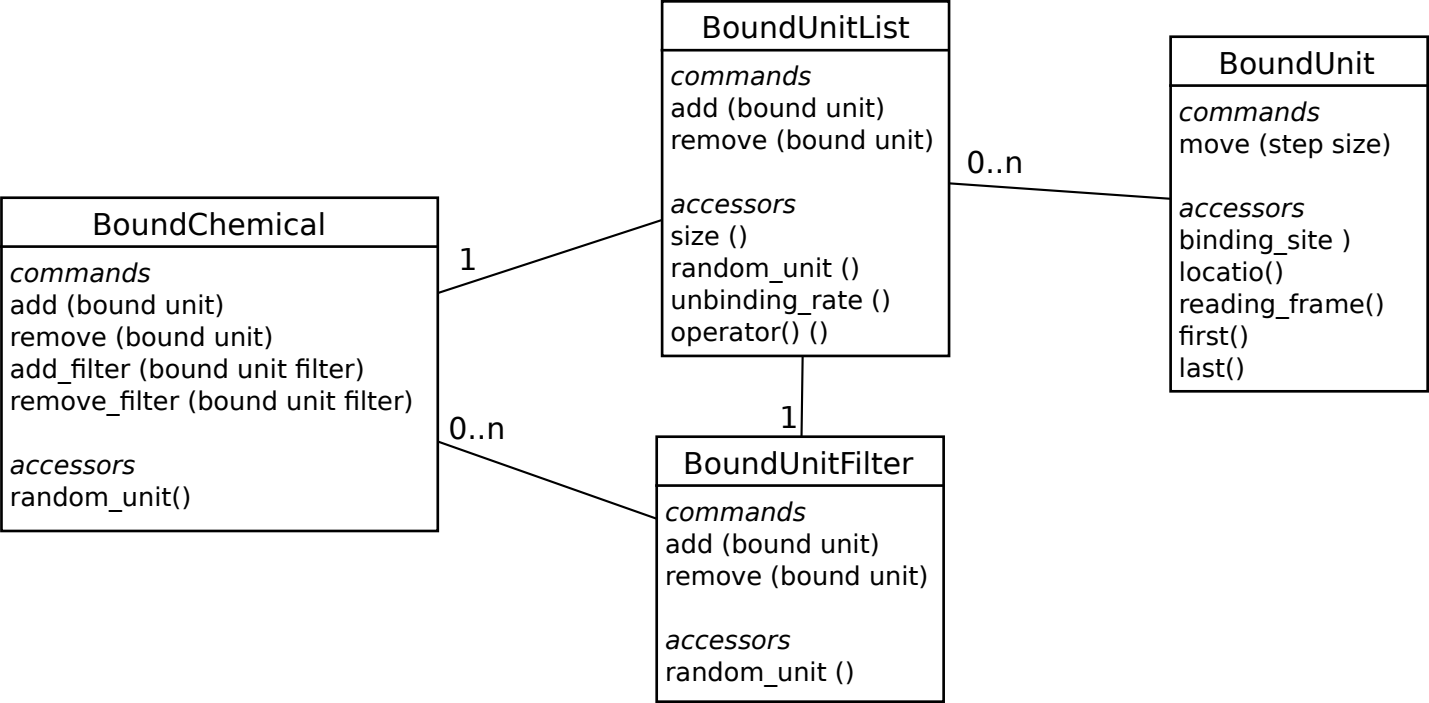 BoundUnitList
commands
add (bound unit)
remove (bound unit)
accessors
size ()
random_unit ()
unbinding_rate ()
operator() ()
BoundUnit
commands
move (step size)
accessors
binding_site )
locatio()
reading_frame()
first()
last()
0..n
BoundChemical
commands
add (bound unit)
remove (bound unit)
add_filter (bound unit filter)
remove_filter (bound unit filter)
accessors
random_unit()
1
0..n
1
BoundUnitFilter
commands
add (bound unit)
remove (bound unit)
accessors
random_unit ()